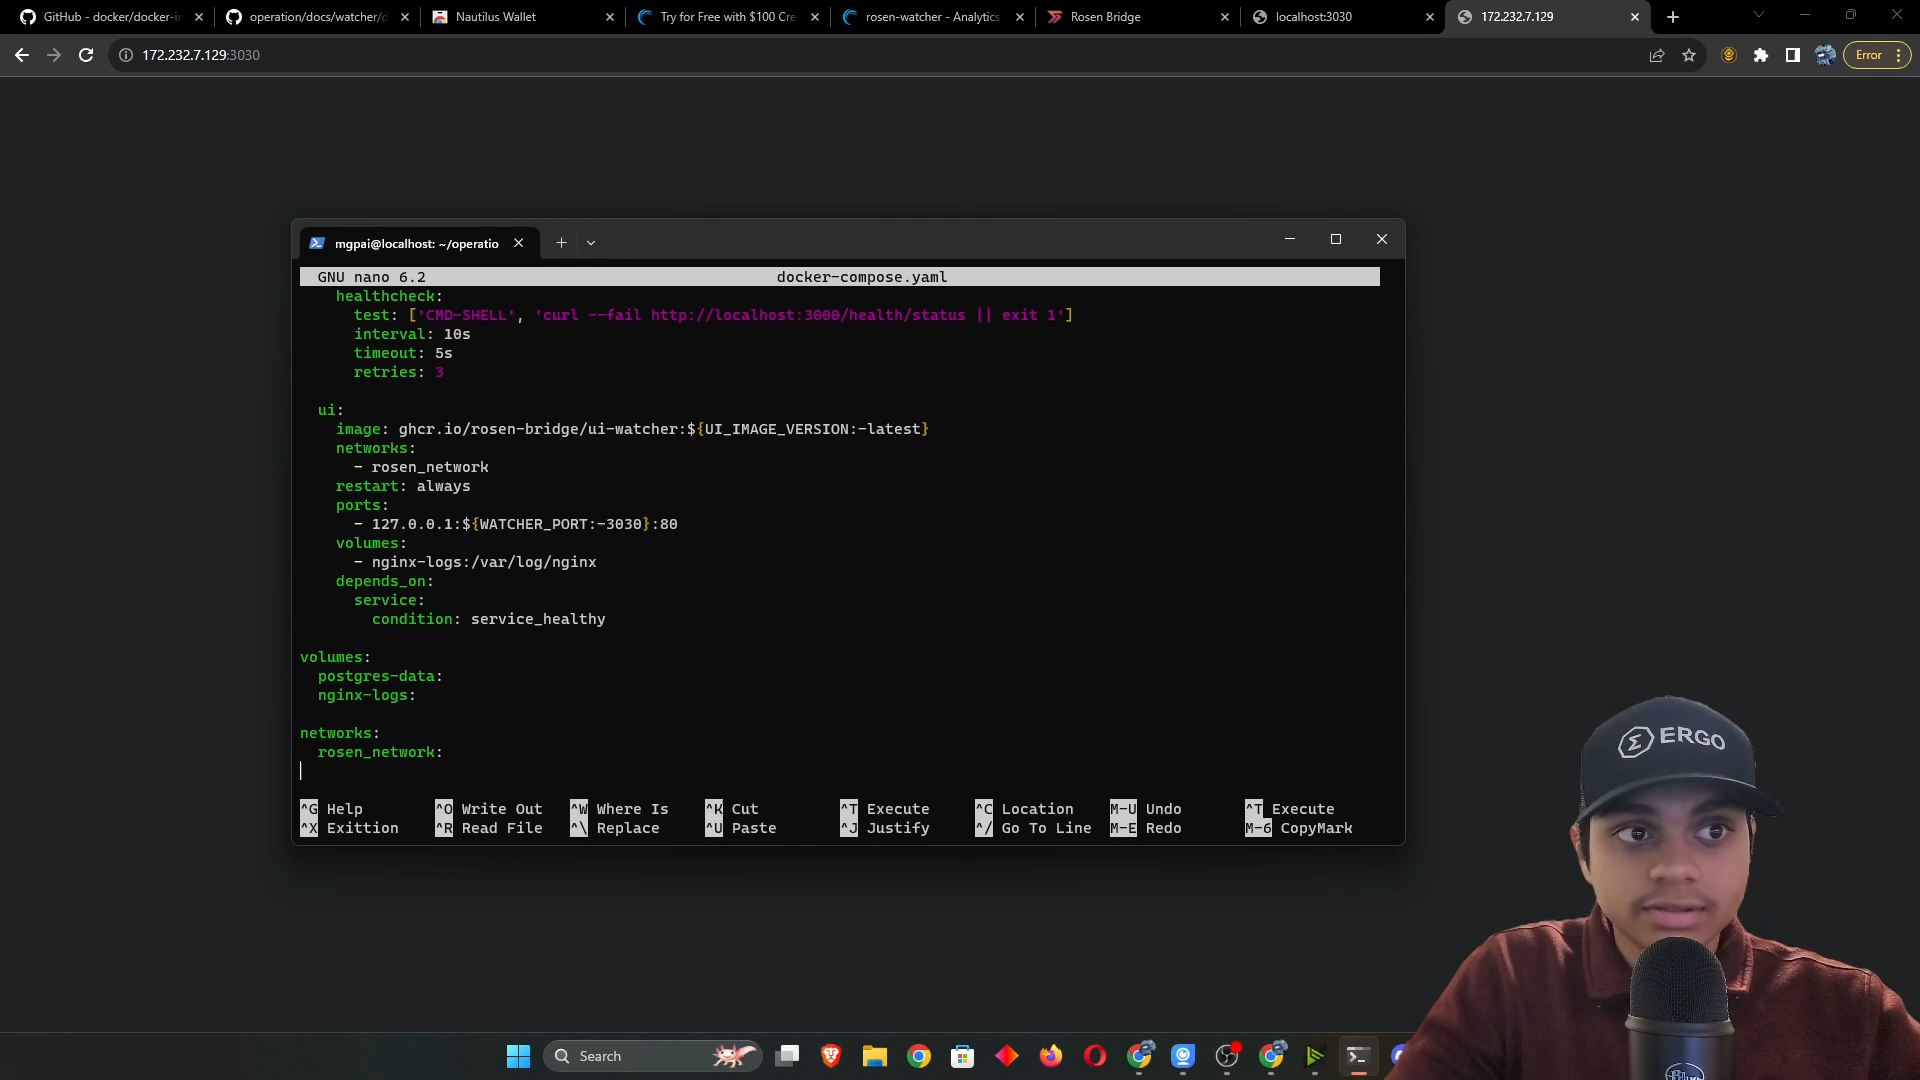 GitHub - docker/docker-in
operation/docs/watcher/d
Nautilus Wallet
Try for Free with $100 Cre
rosen-watcher - Analytics
Rosen Bridge
localhost:3030
172.232.7.129
172.232.7.129:3030
Error
mgpai@localhost: ~/operatio
GNU nano 6.2 docker-compose.yaml
healthcheck:
test: ['CMD-SHELL', 'curl --fail http://localhost:3000/health/status || exit 1']
interval: 10s
timeout: 5s
retries: 3
ui:
image: ghcr.io/rosen-bridge/ui-watcher:${UI_IMAGE_VERSION:-latest}
networks:
- rosen_network
restart: always
ports:
- 127.0.0.1:${WATCHER_PORT:-3030}:80
volumes:
- nginx-logs:/var/log/nginx
depends_on:
service:
condition: service_healthy
volumes:
postgres-data:
nginx-logs:
networks:
rosen_network:
^G Help ^O Write Out ^W Where Is ^K Cut ^T Execute ^C Location M-U Undo ^T Execute
^X Exittion ^R Read File ^\ Replace ^U Paste ^J Justify ^/ Go To Line M-E Redo M-6 CopyMark
ERGO
Blue
Search